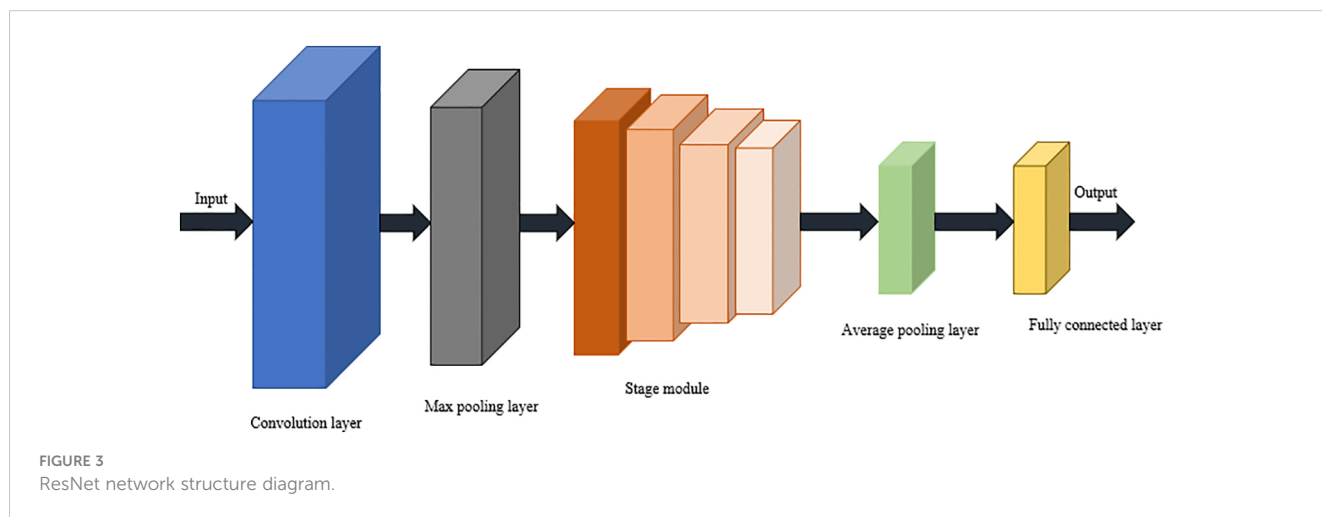 Input
Output
Convolution layer
Max pooling layer
Stage module
Average pooling layer
Fully connected layer
FIGURE 3
ResNet network structure diagram.